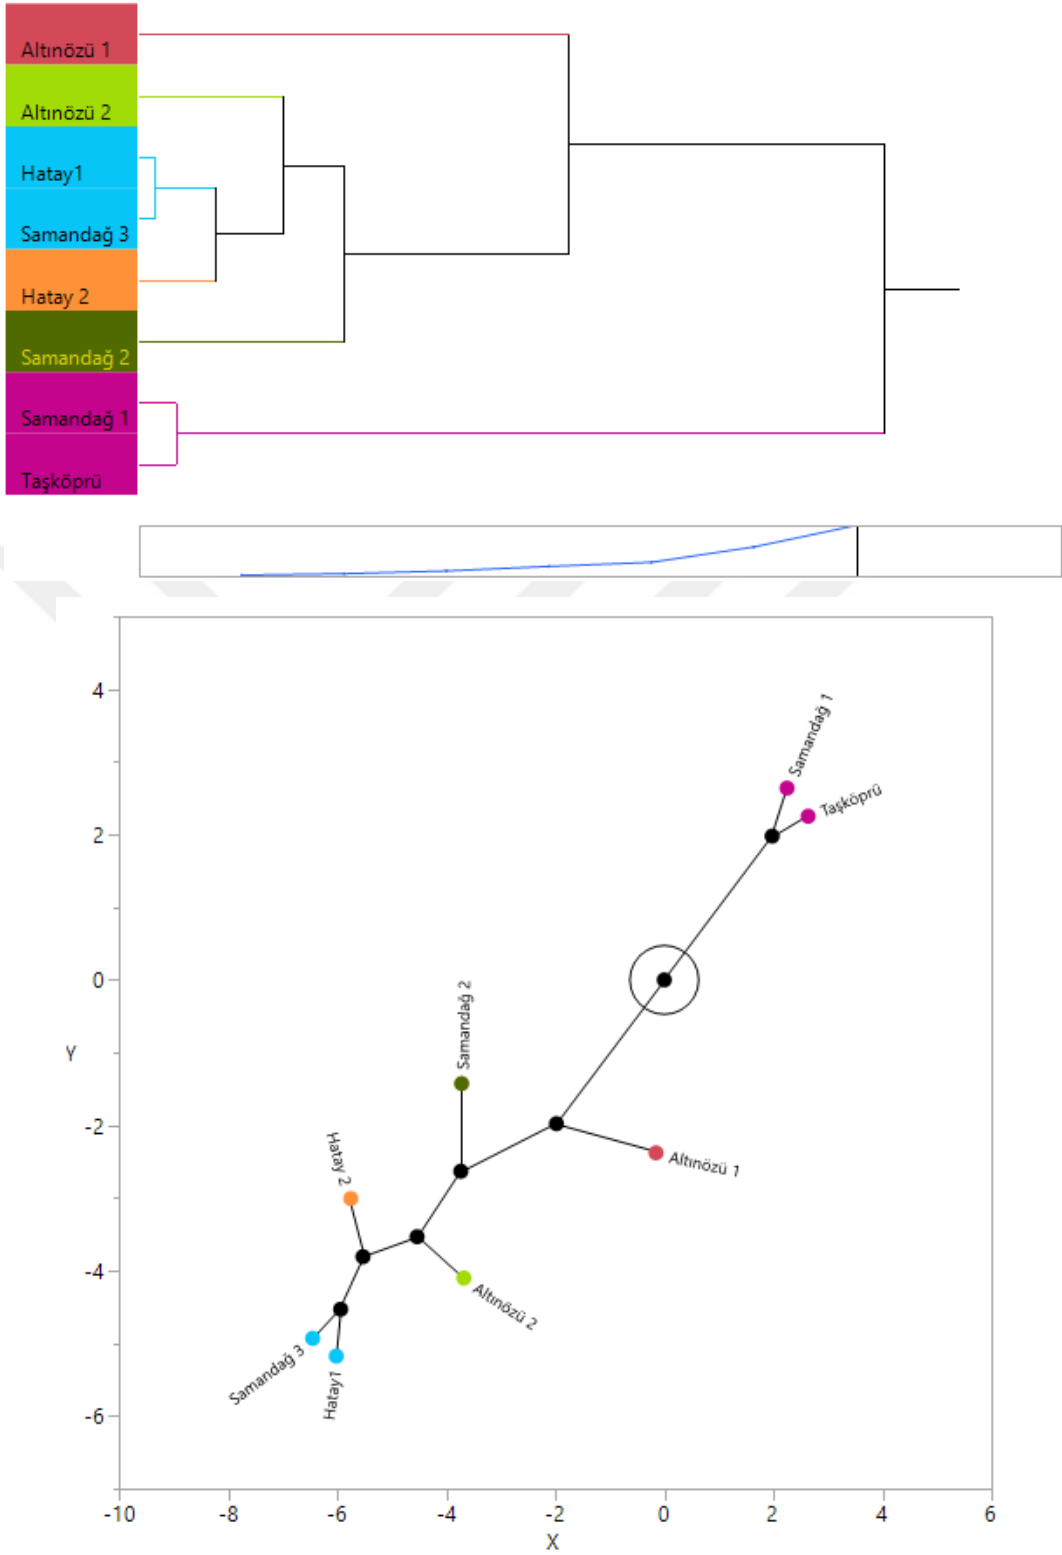 Altınözü 1
Altınözü 2
Hatay1
Samandağ 3
Hatay 2
Samandağ 2
Samandağ 1
Taşköprü
4
2
0
-2
-4
-6
Y
Samandağ 1
Taşköprü
Samandağ 2
Altınözü 1
Hatay 2
Altınözü 2
Samandağ 3
Hatay1
-10 -8 -6 -4 -2 0 2 4 6
X